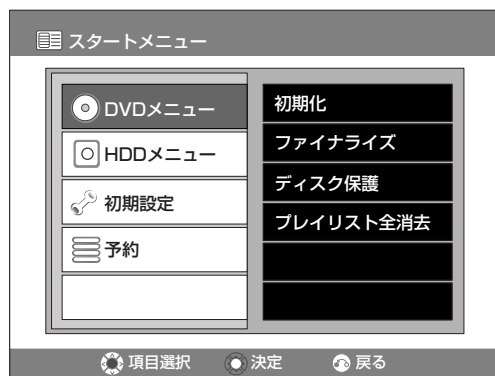 スタートメニュー
DVDメニュー
HDDメニュー
初期設定
予約
初期化
ファイナライズ
ディスク保護
プレイリスト全消去
項目選択 決定 戻る